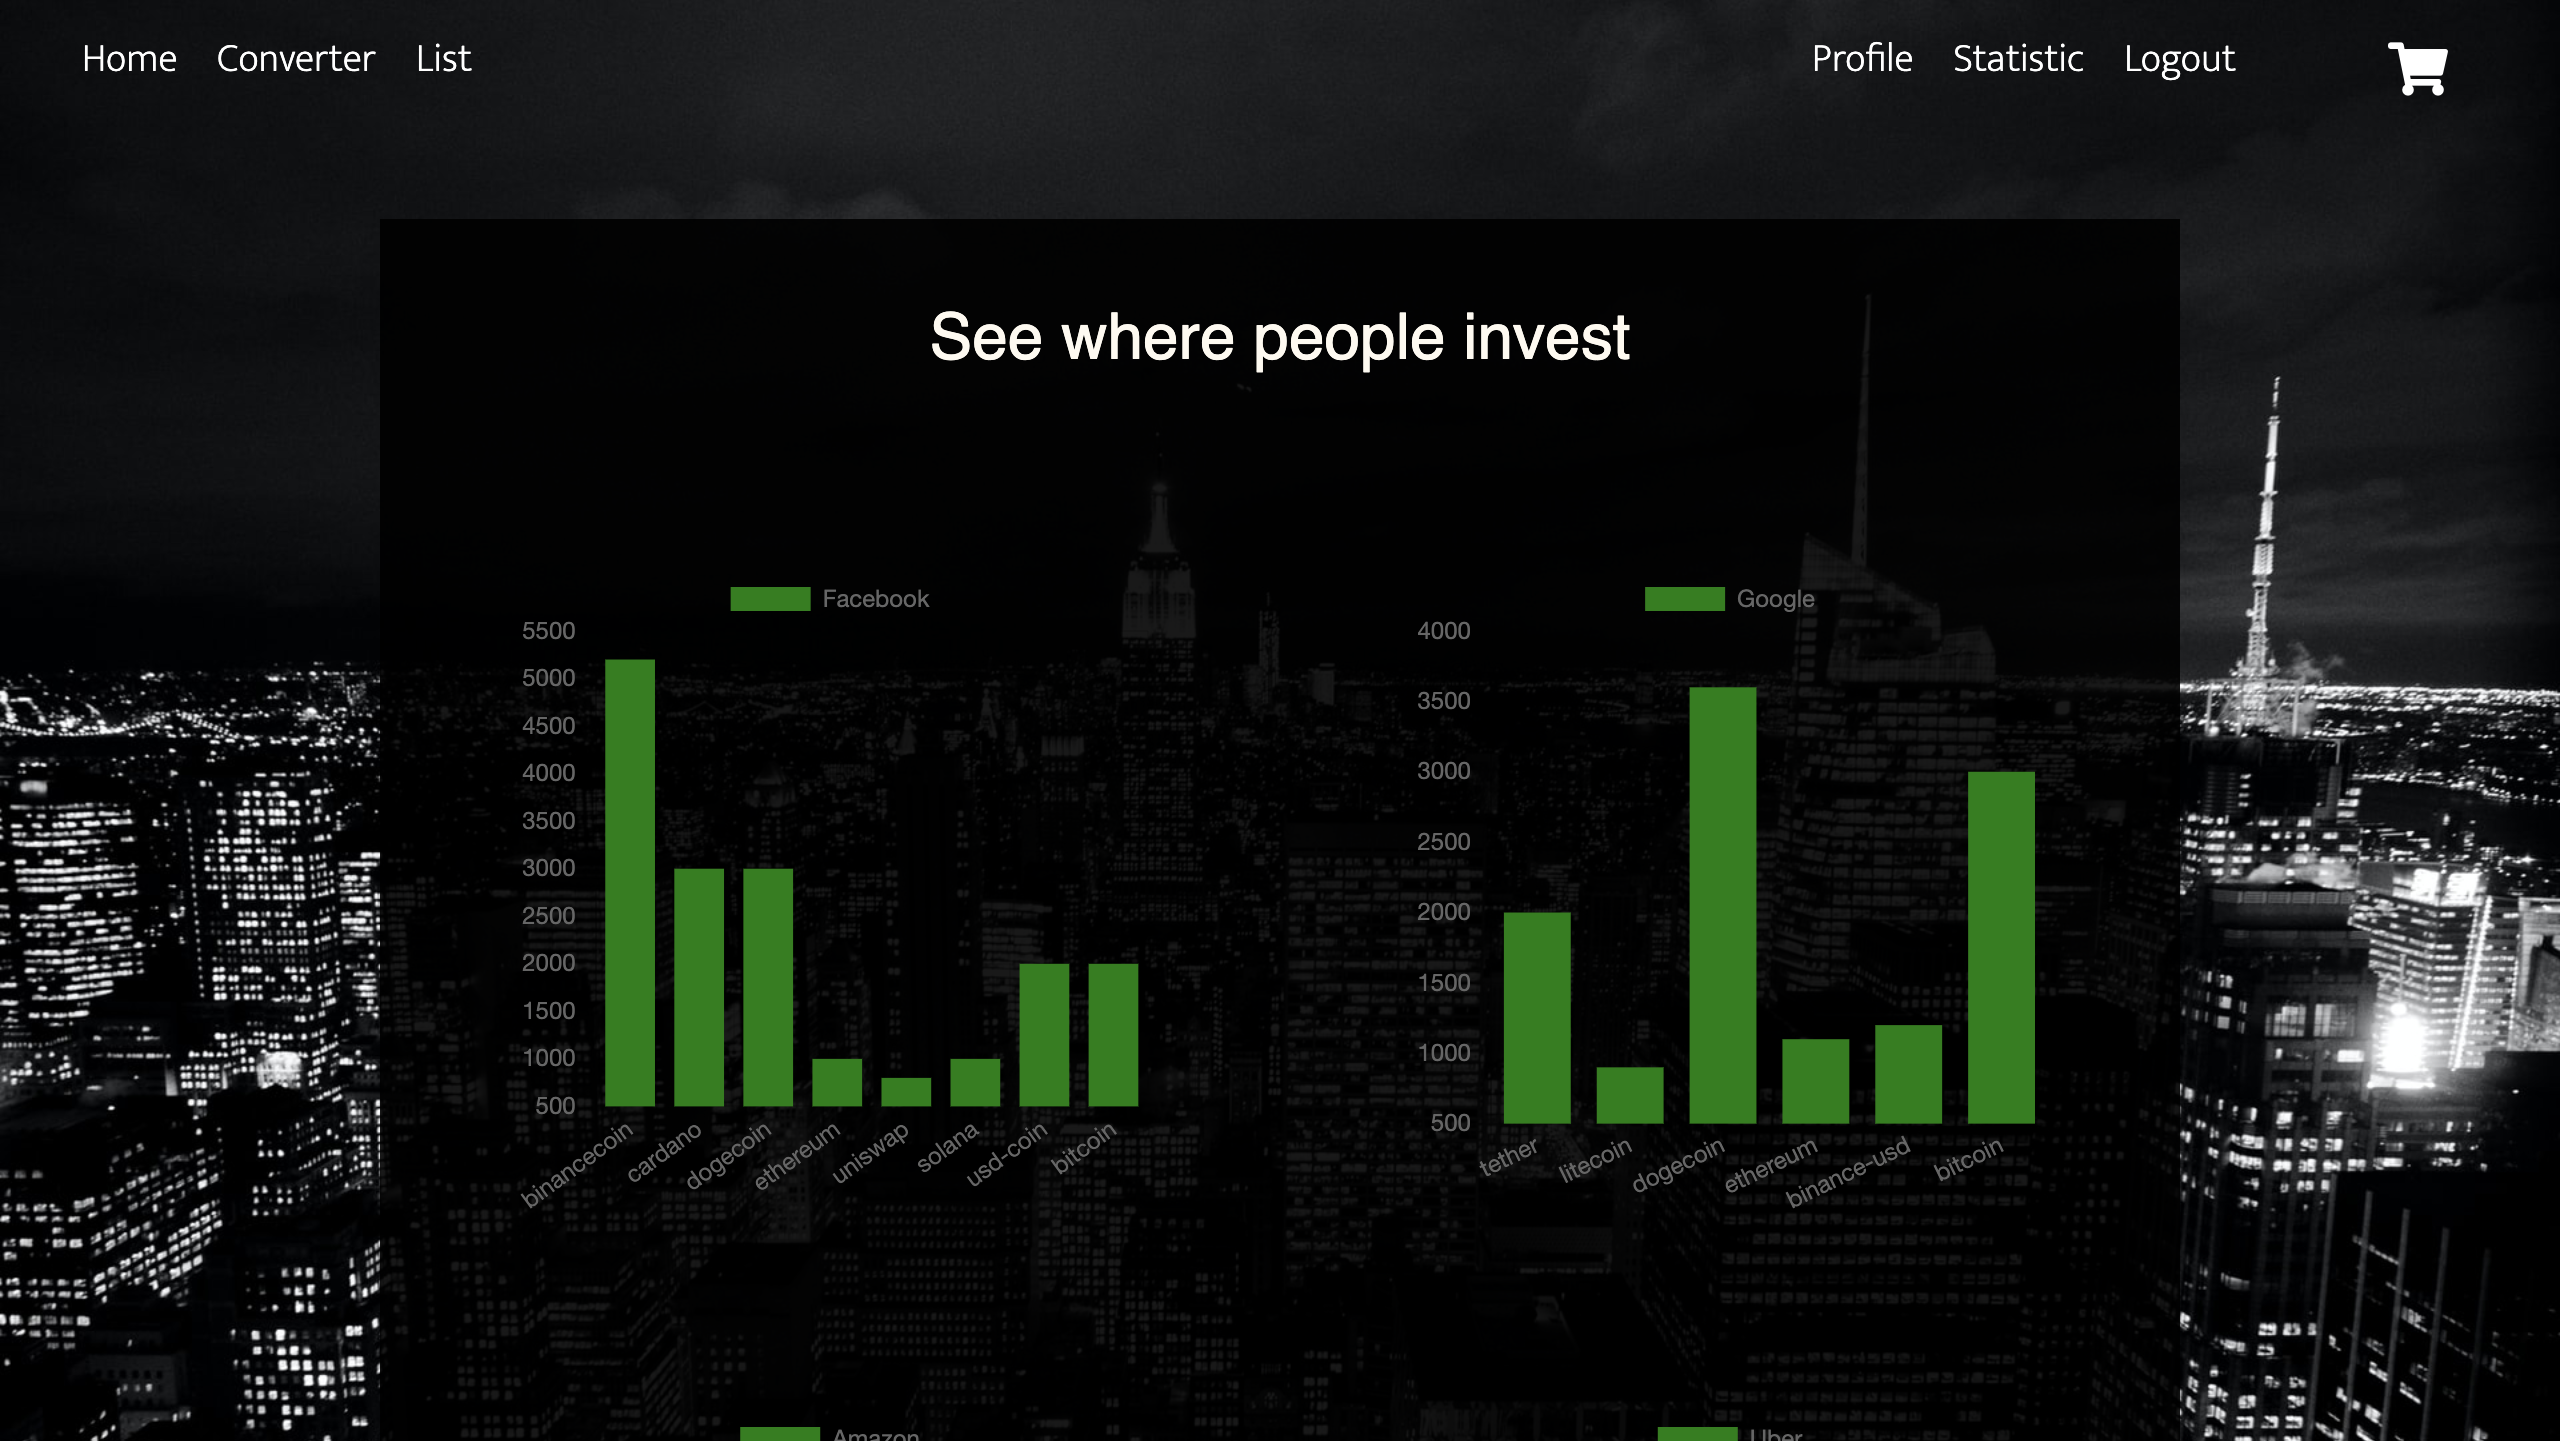 Home Converter List Profile Statistic Logout
See where people invest
Facebook
5500
5000
4500
4000
3500
3000
2500
2000
1500
1000
500
binancecoin cardano dogecoin ethereum uniswap solana usd-coin bitcoin
Google
4000
3500
3000
2500
2000
1500
1000
500
tether litecoin dogecoin ethereum binance-usd bitcoin
Amazon
Uber